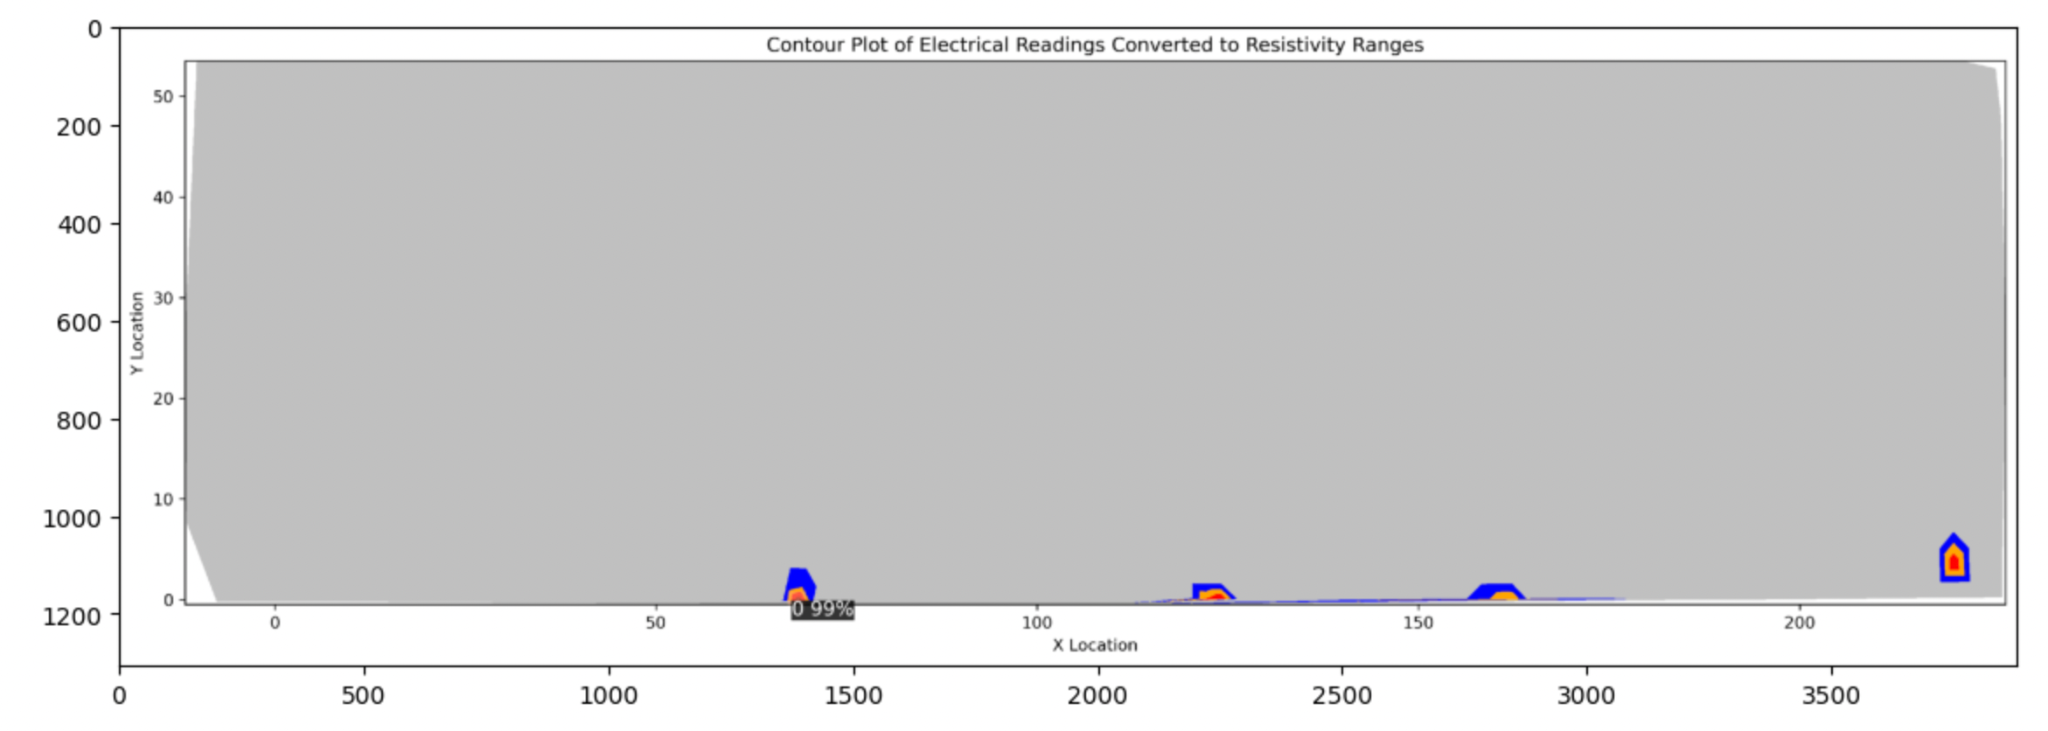 Contour Plot of Electrical Readings Converted to Resistivity Ranges
0
200
400
600
800
1000
1200
Y Location
50
40
30
20
10
0
0 99%
0 50 100 150 200
X Location
0 500 1000 1500 2000 2500 3000 3500